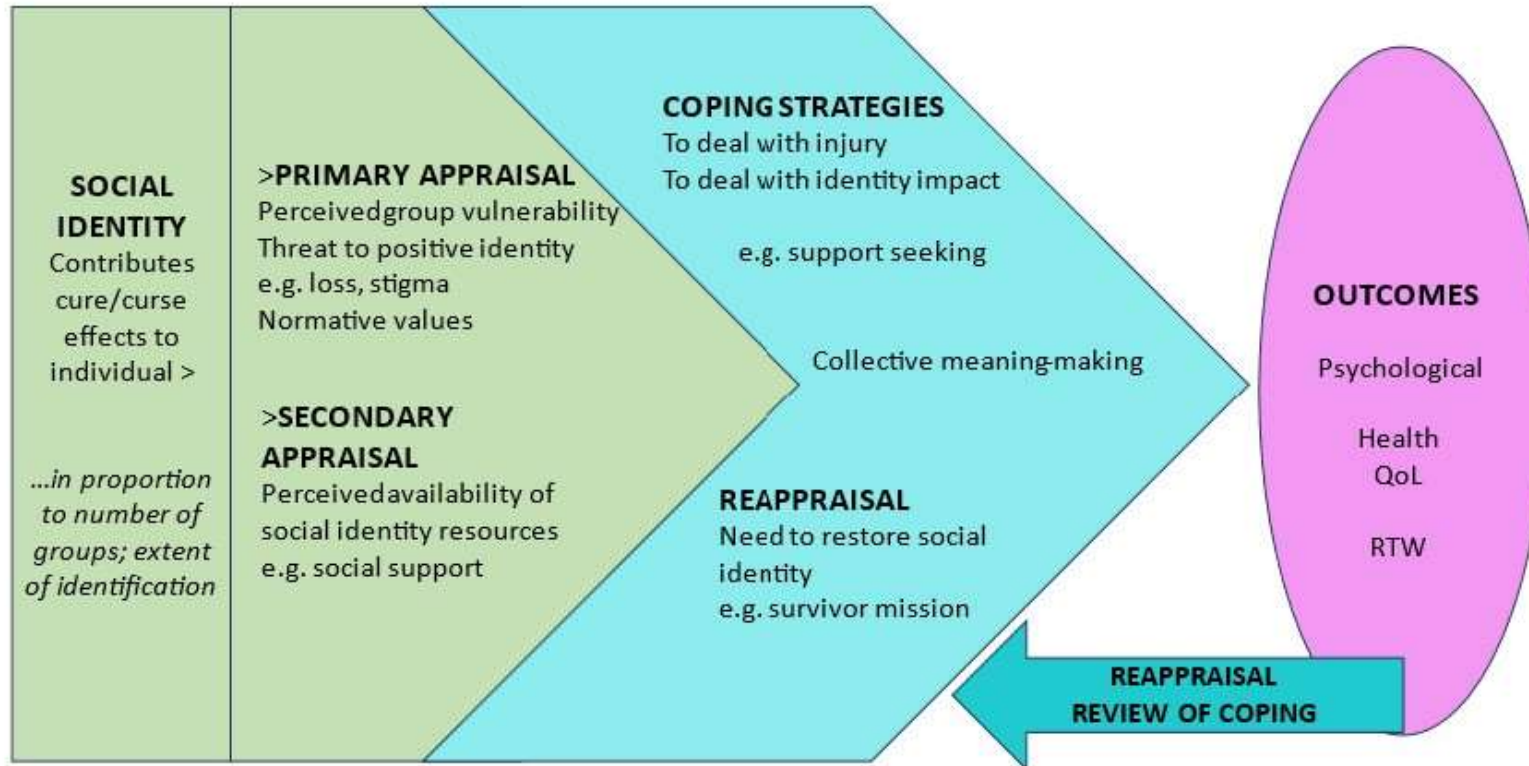 SOCIAL
IDENTITY
Contributes
cure/curse
effects to
individual >
...in proportion
to number of
groups; extent
of identification
>PRIMARY APPRAISAL
Perceivedgroup vulnerability
Threat to positive identity
e.g. loss, stigma
Normative values
>SECONDARY
APPRAISAL
Perceivedavailability of
social identity resources
e.g. social support
COPING STRATEGIES
To deal with injury
To deal with identity impact
e.g. support seeking
Collective meaning-making
REAPPRAISAL
Need to restore social
identity
e.g. survivor mission
OUTCOMES
Psychological
Health
QoL
RTW
REAPPRAISAL
REVIEW OF COPING